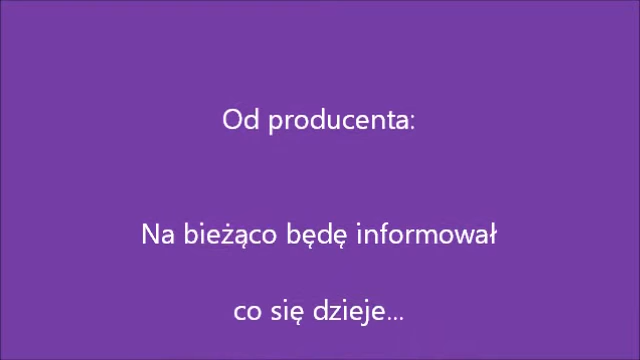 Od producenta:
Na bieżąco będę informował
co się dzieje...